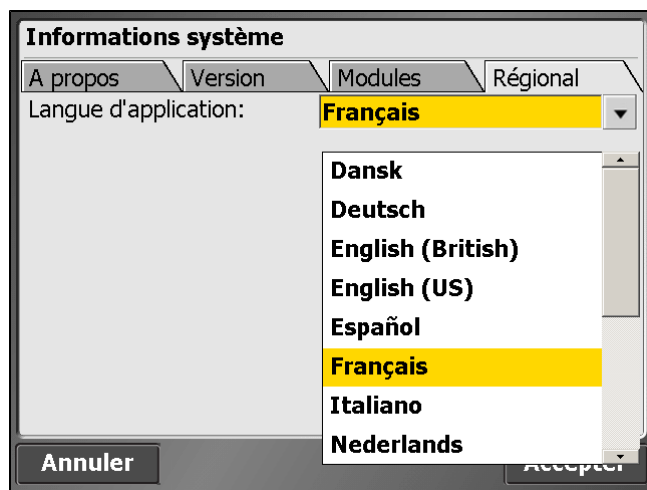 Informations système
A propos Version Modules Régional
Langue d'application: Français
Dansk
Deutsch
English (British)
English (US)
Español
Français
Italiano
Nederlands
Annuler Accepter